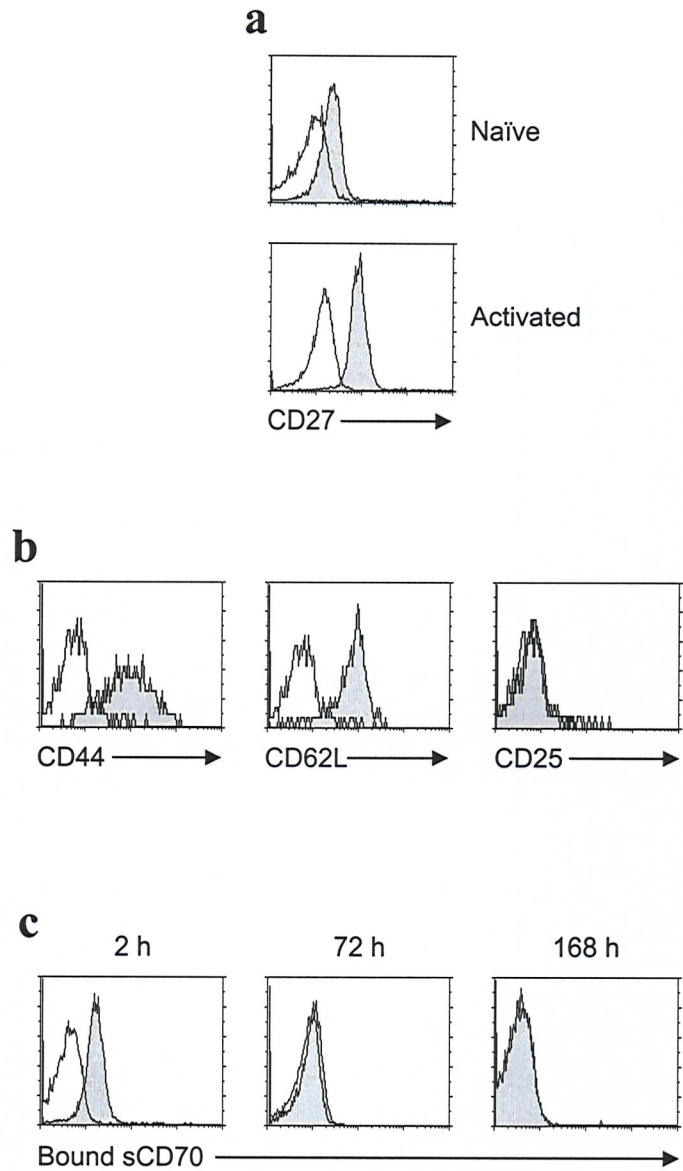 a
Naïve
Activated
CD27
b
CD44
CD62L
CD25
c
2 h
72 h
168 h
Bound sCD70